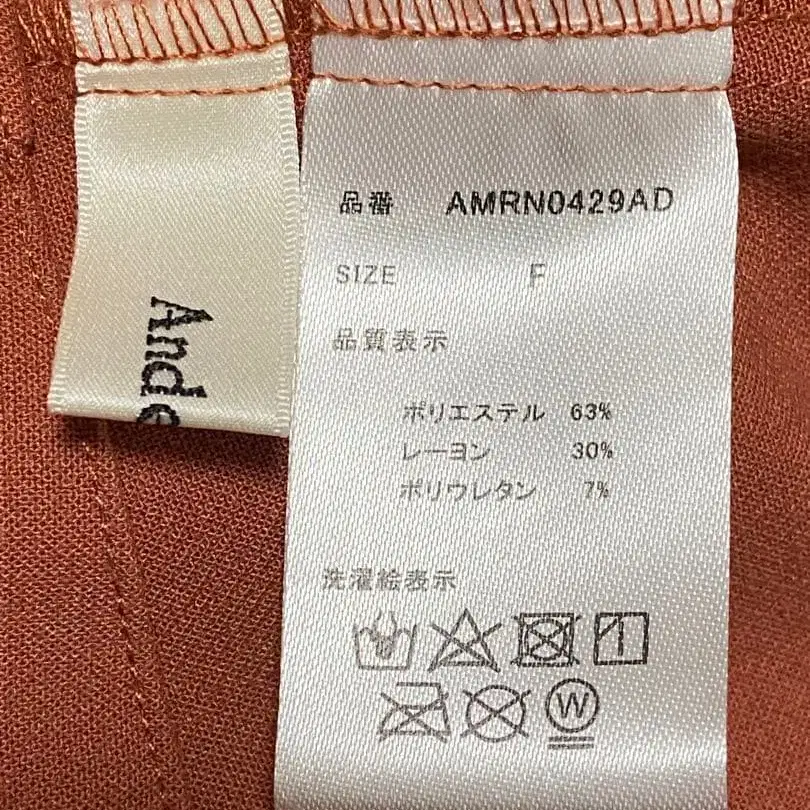 Ande
品番 AMRN0429AD
SIZE F
品質表示
ポリエステル 63%
レーヨン 30%
ポリウレタン 7%
洗濯絵表示
W